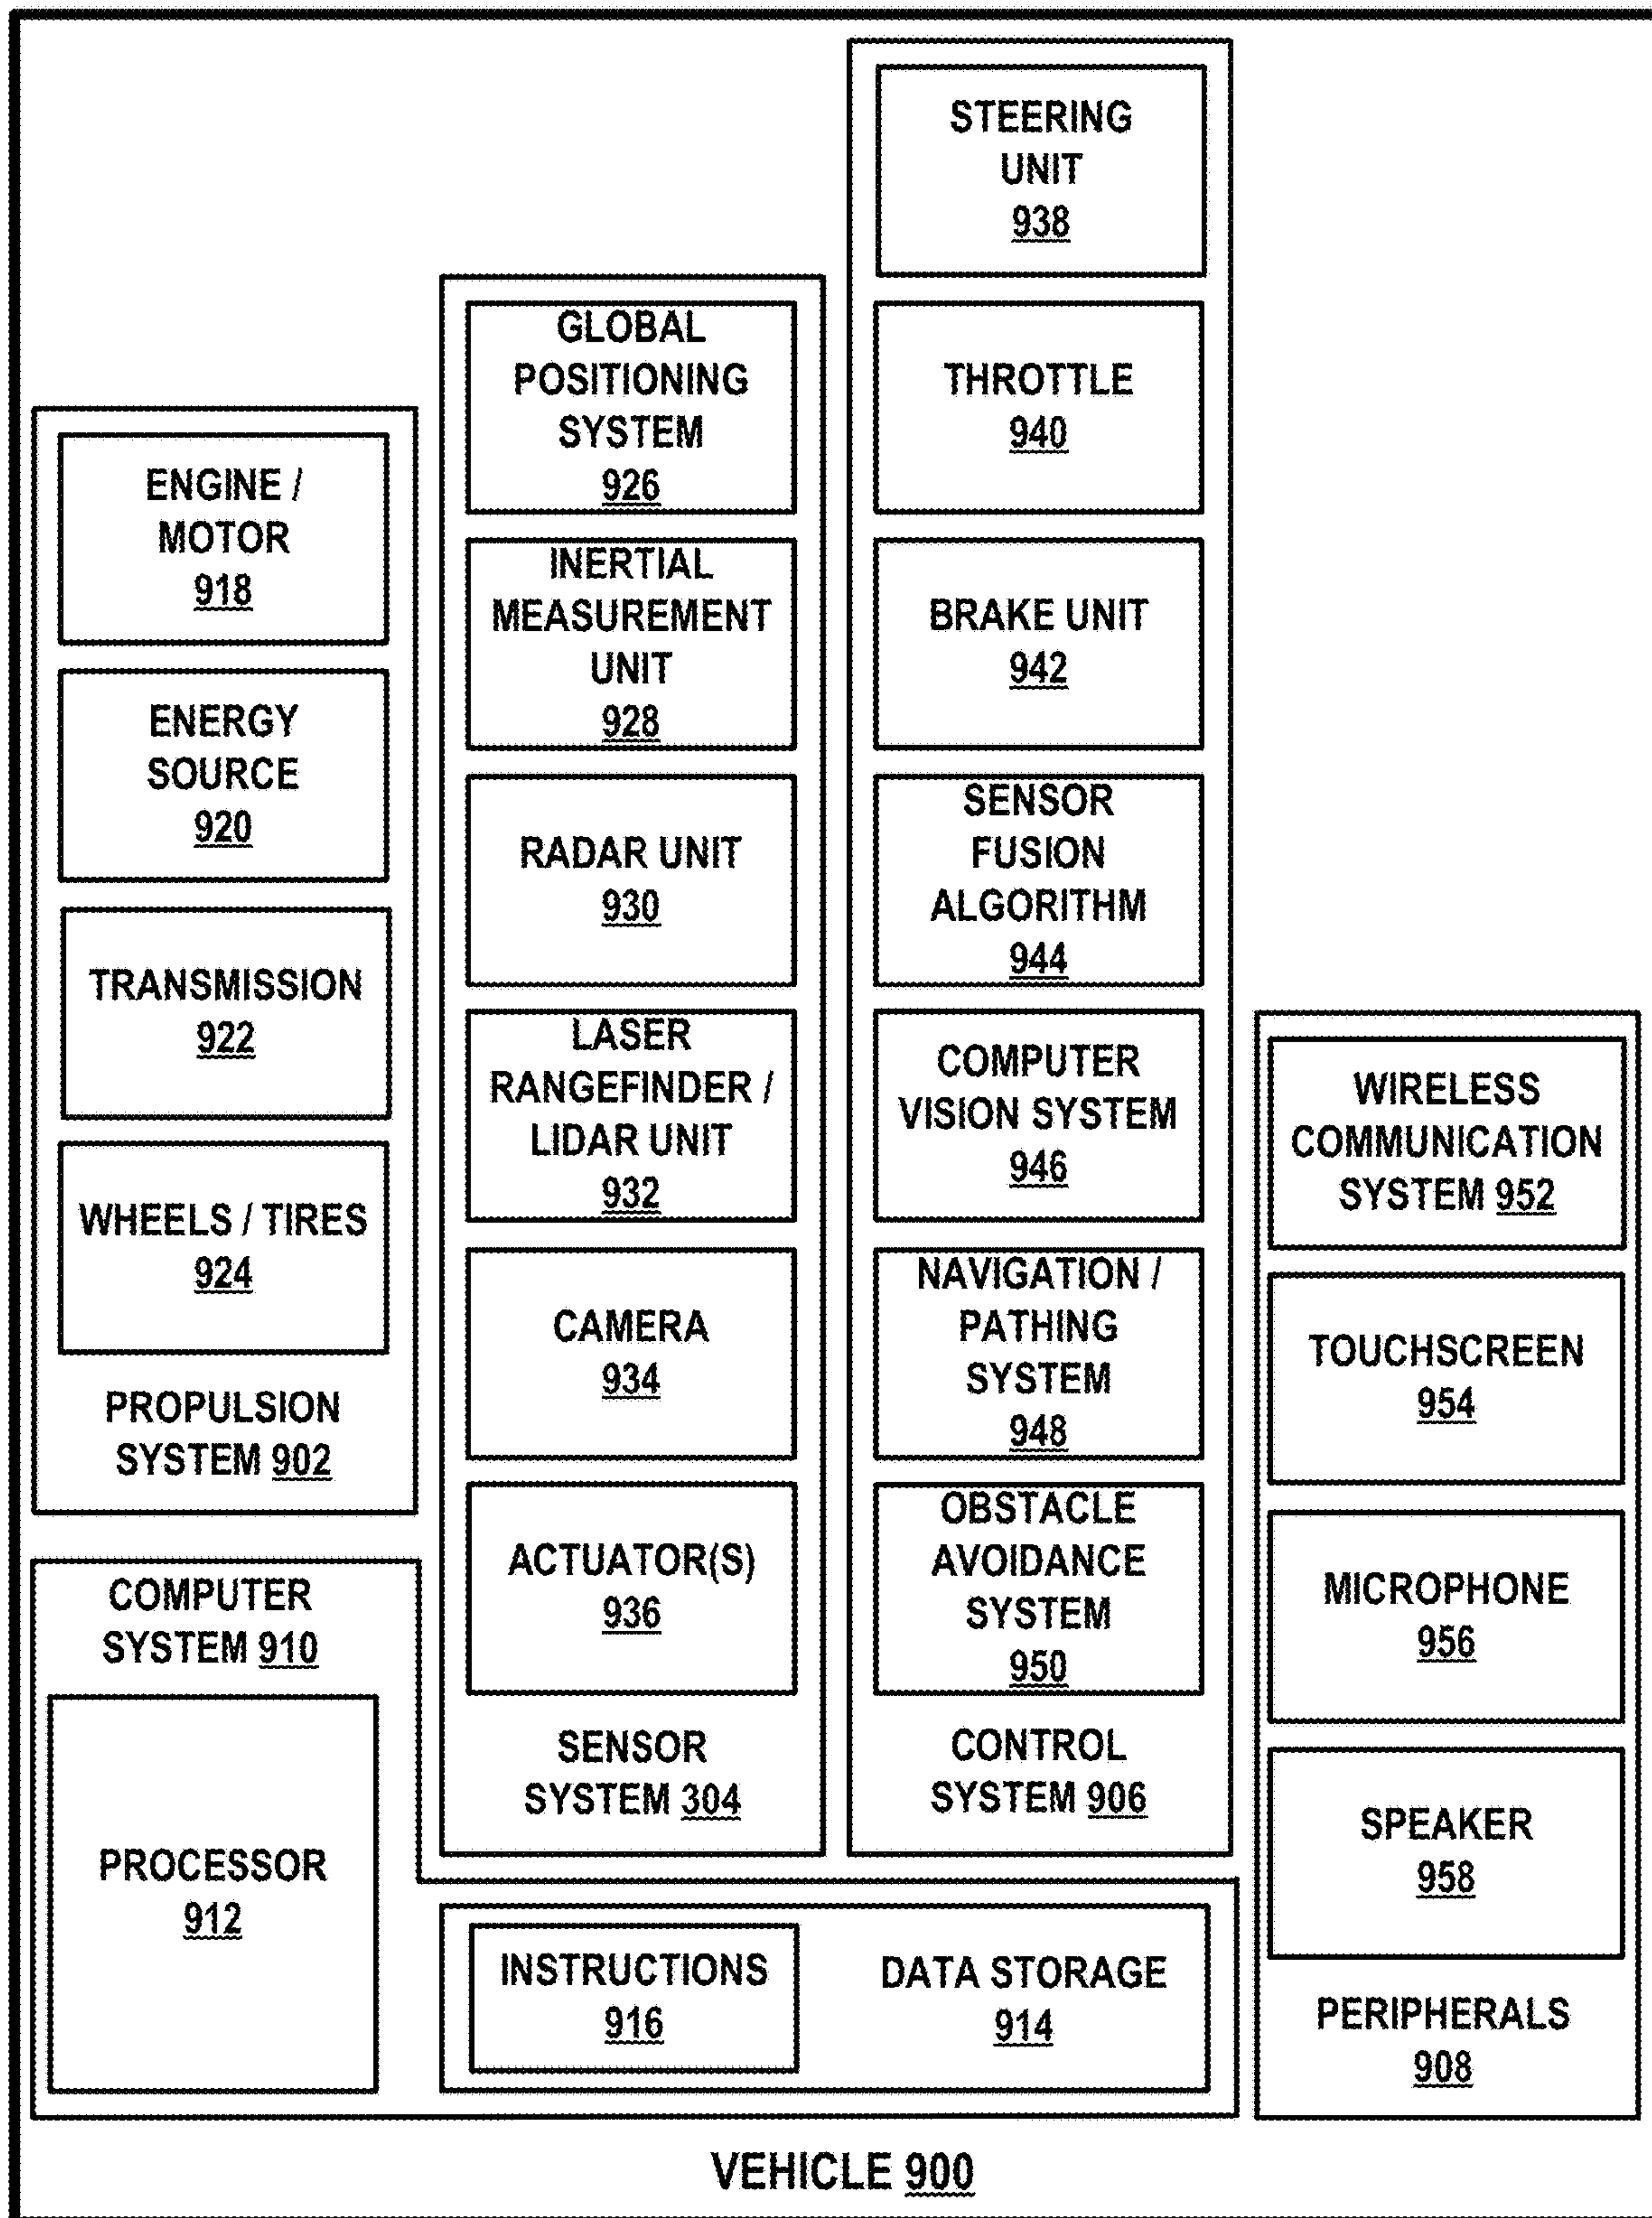 ENGINE /
MOTOR
918
ENERGY
SOURCE
920
TRANSMISSION
922
WHEELS / TIRES
924
PROPULSION
SYSTEM 902
COMPUTER
SYSTEM 910
PROCESSOR
912
GLOBAL
POSITIONING
SYSTEM
926
INERTIAL
MEASUREMENT
UNIT
928
RADAR UNIT
930
LASER
RANGEFINDER /
LIDAR UNIT
932
CAMERA
934
ACTUATOR(S)
936
SENSOR
SYSTEM 304
STEERING
UNIT
938
THROTTLE
940
BRAKE UNIT
942
SENSOR
FUSION
ALGORITHM
944
COMPUTER
VISION SYSTEM
946
NAVIGATION /
PATHING
SYSTEM
948
OBSTACLE
AVOIDANCE
SYSTEM
950
CONTROL
SYSTEM 906
INSTRUCTIONS
916
DATA STORAGE
914
WIRELESS
COMMUNICATION
SYSTEM 952
TOUCHSCREEN
954
MICROPHONE
956
SPEAKER
958
PERIPHERALS
908
VEHICLE 900